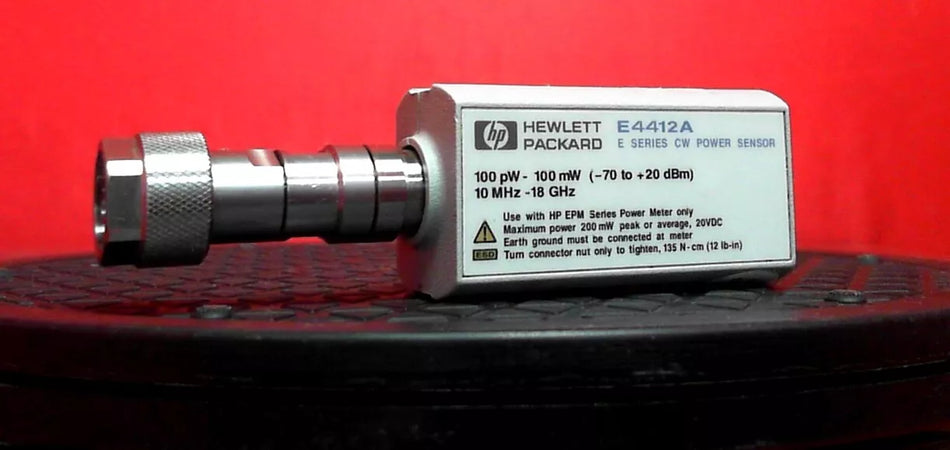 hp HEWLETT PACKARD E4412A
E SERIES CW POWER SENSOR
100 pW - 100 mW (-70 to +20 dBm)
10 MHz -18 GHz
Use with HP EPM Series Power Meter only
Maximum power 200 mW peak or average, 20VDC
Earth ground must be connected at meter
ESD Turn connector nut only to tighten, 135 N-cm (12 lb-in)